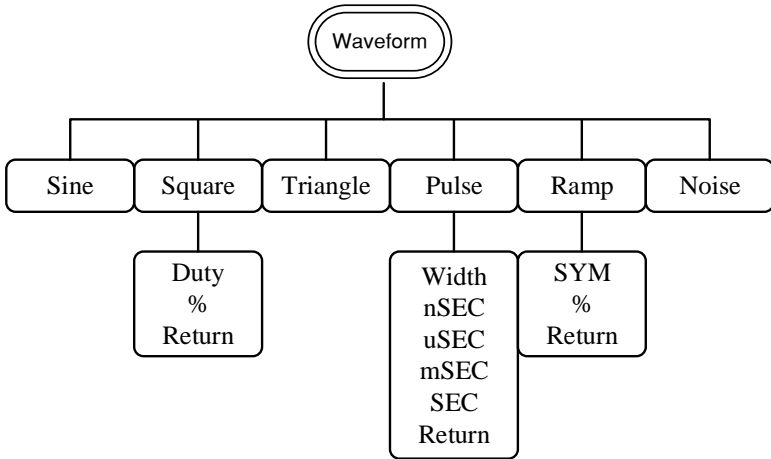 Waveform
Sine
Square
Triangle
Pulse
Ramp
Noise
Duty
%
Return
Width
nSEC
uSEC
mSEC
SEC
Return
SYM
%
Return